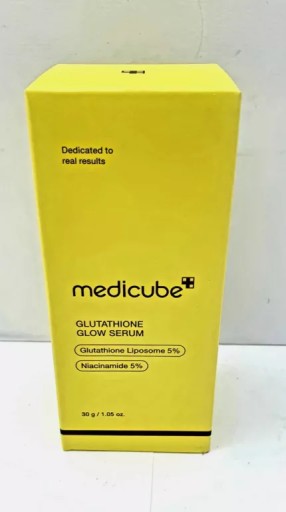 Dedicated to
real results
medicube
GLUTATHIONE
GLOW SERUM
Glutathione Liposome 5%
Niacinamide 5%
30 g / 1.05 oz.